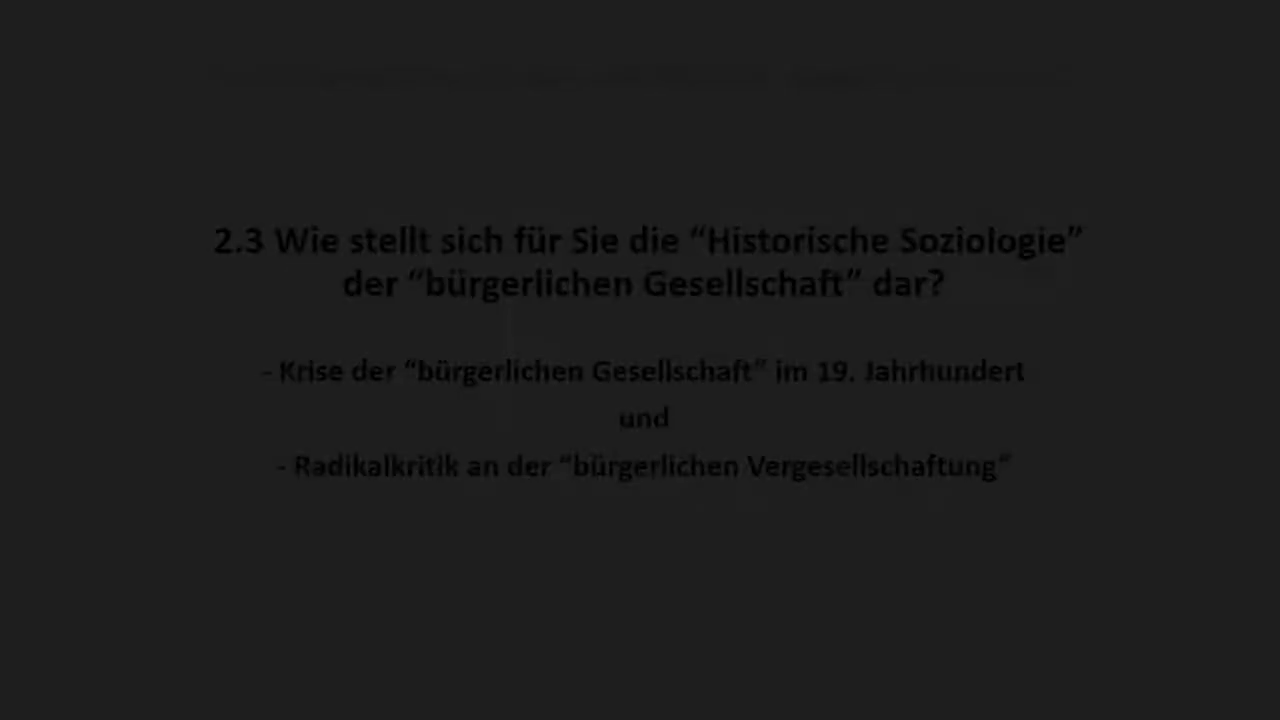 2.3 Wie stellt sich für Sie die “Historische Soziologie”
der “bürgerlichen Gesellschaft” dar?
- Krise der “bürgerlichen Gesellschaft” im 19. Jahrhundert
und
- Radikalkritik an der “bürgerlichen Vergesellschaftung”